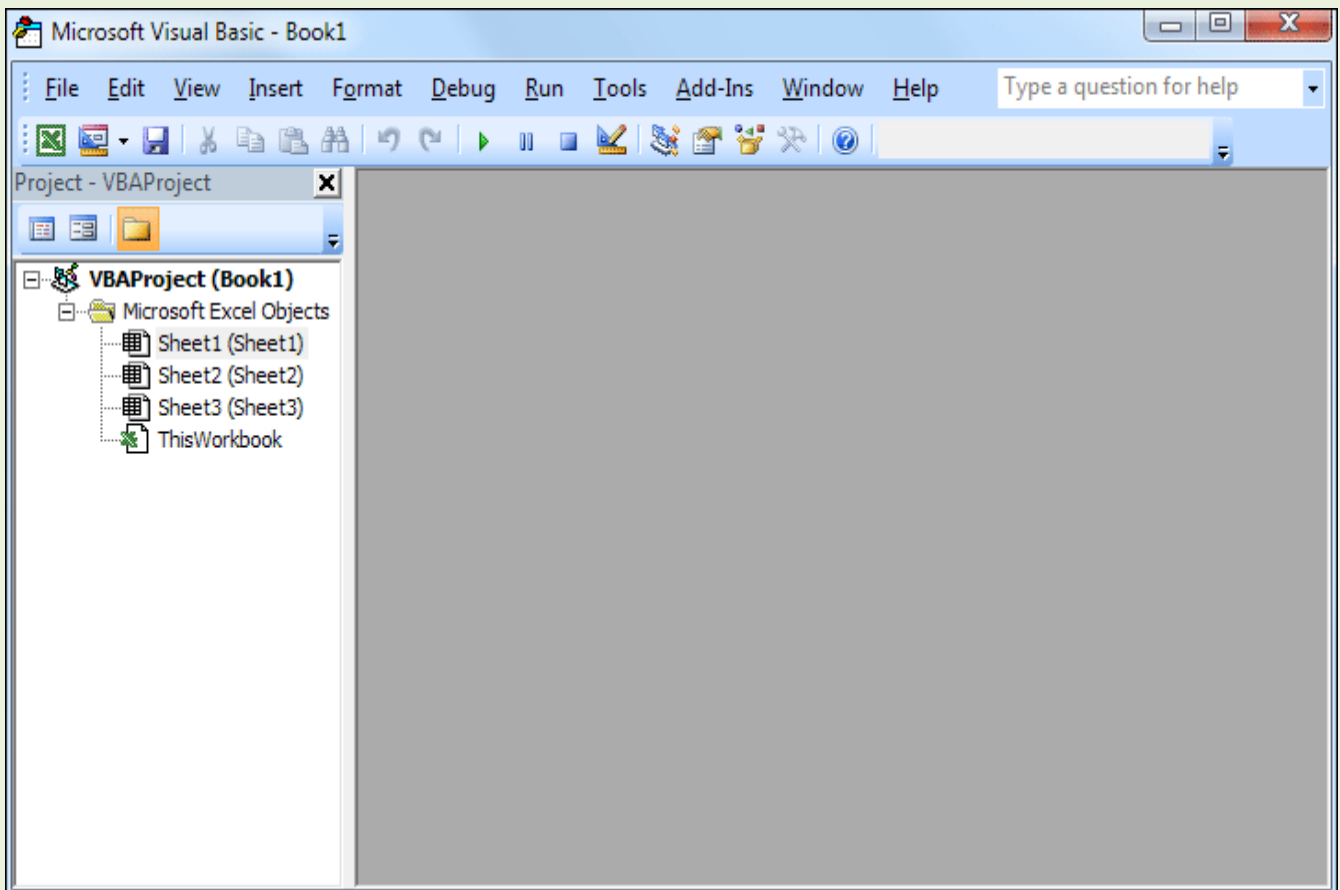 Microsoft Visual Basic - Book1
File Edit View Insert Format Debug Run Tools Add-Ins Window Help Type a question for help
Project - VBAProject
VBAProject (Book1)
Microsoft Excel Objects
Sheet1 (Sheet1)
Sheet2 (Sheet2)
Sheet3 (Sheet3)
ThisWorkbook